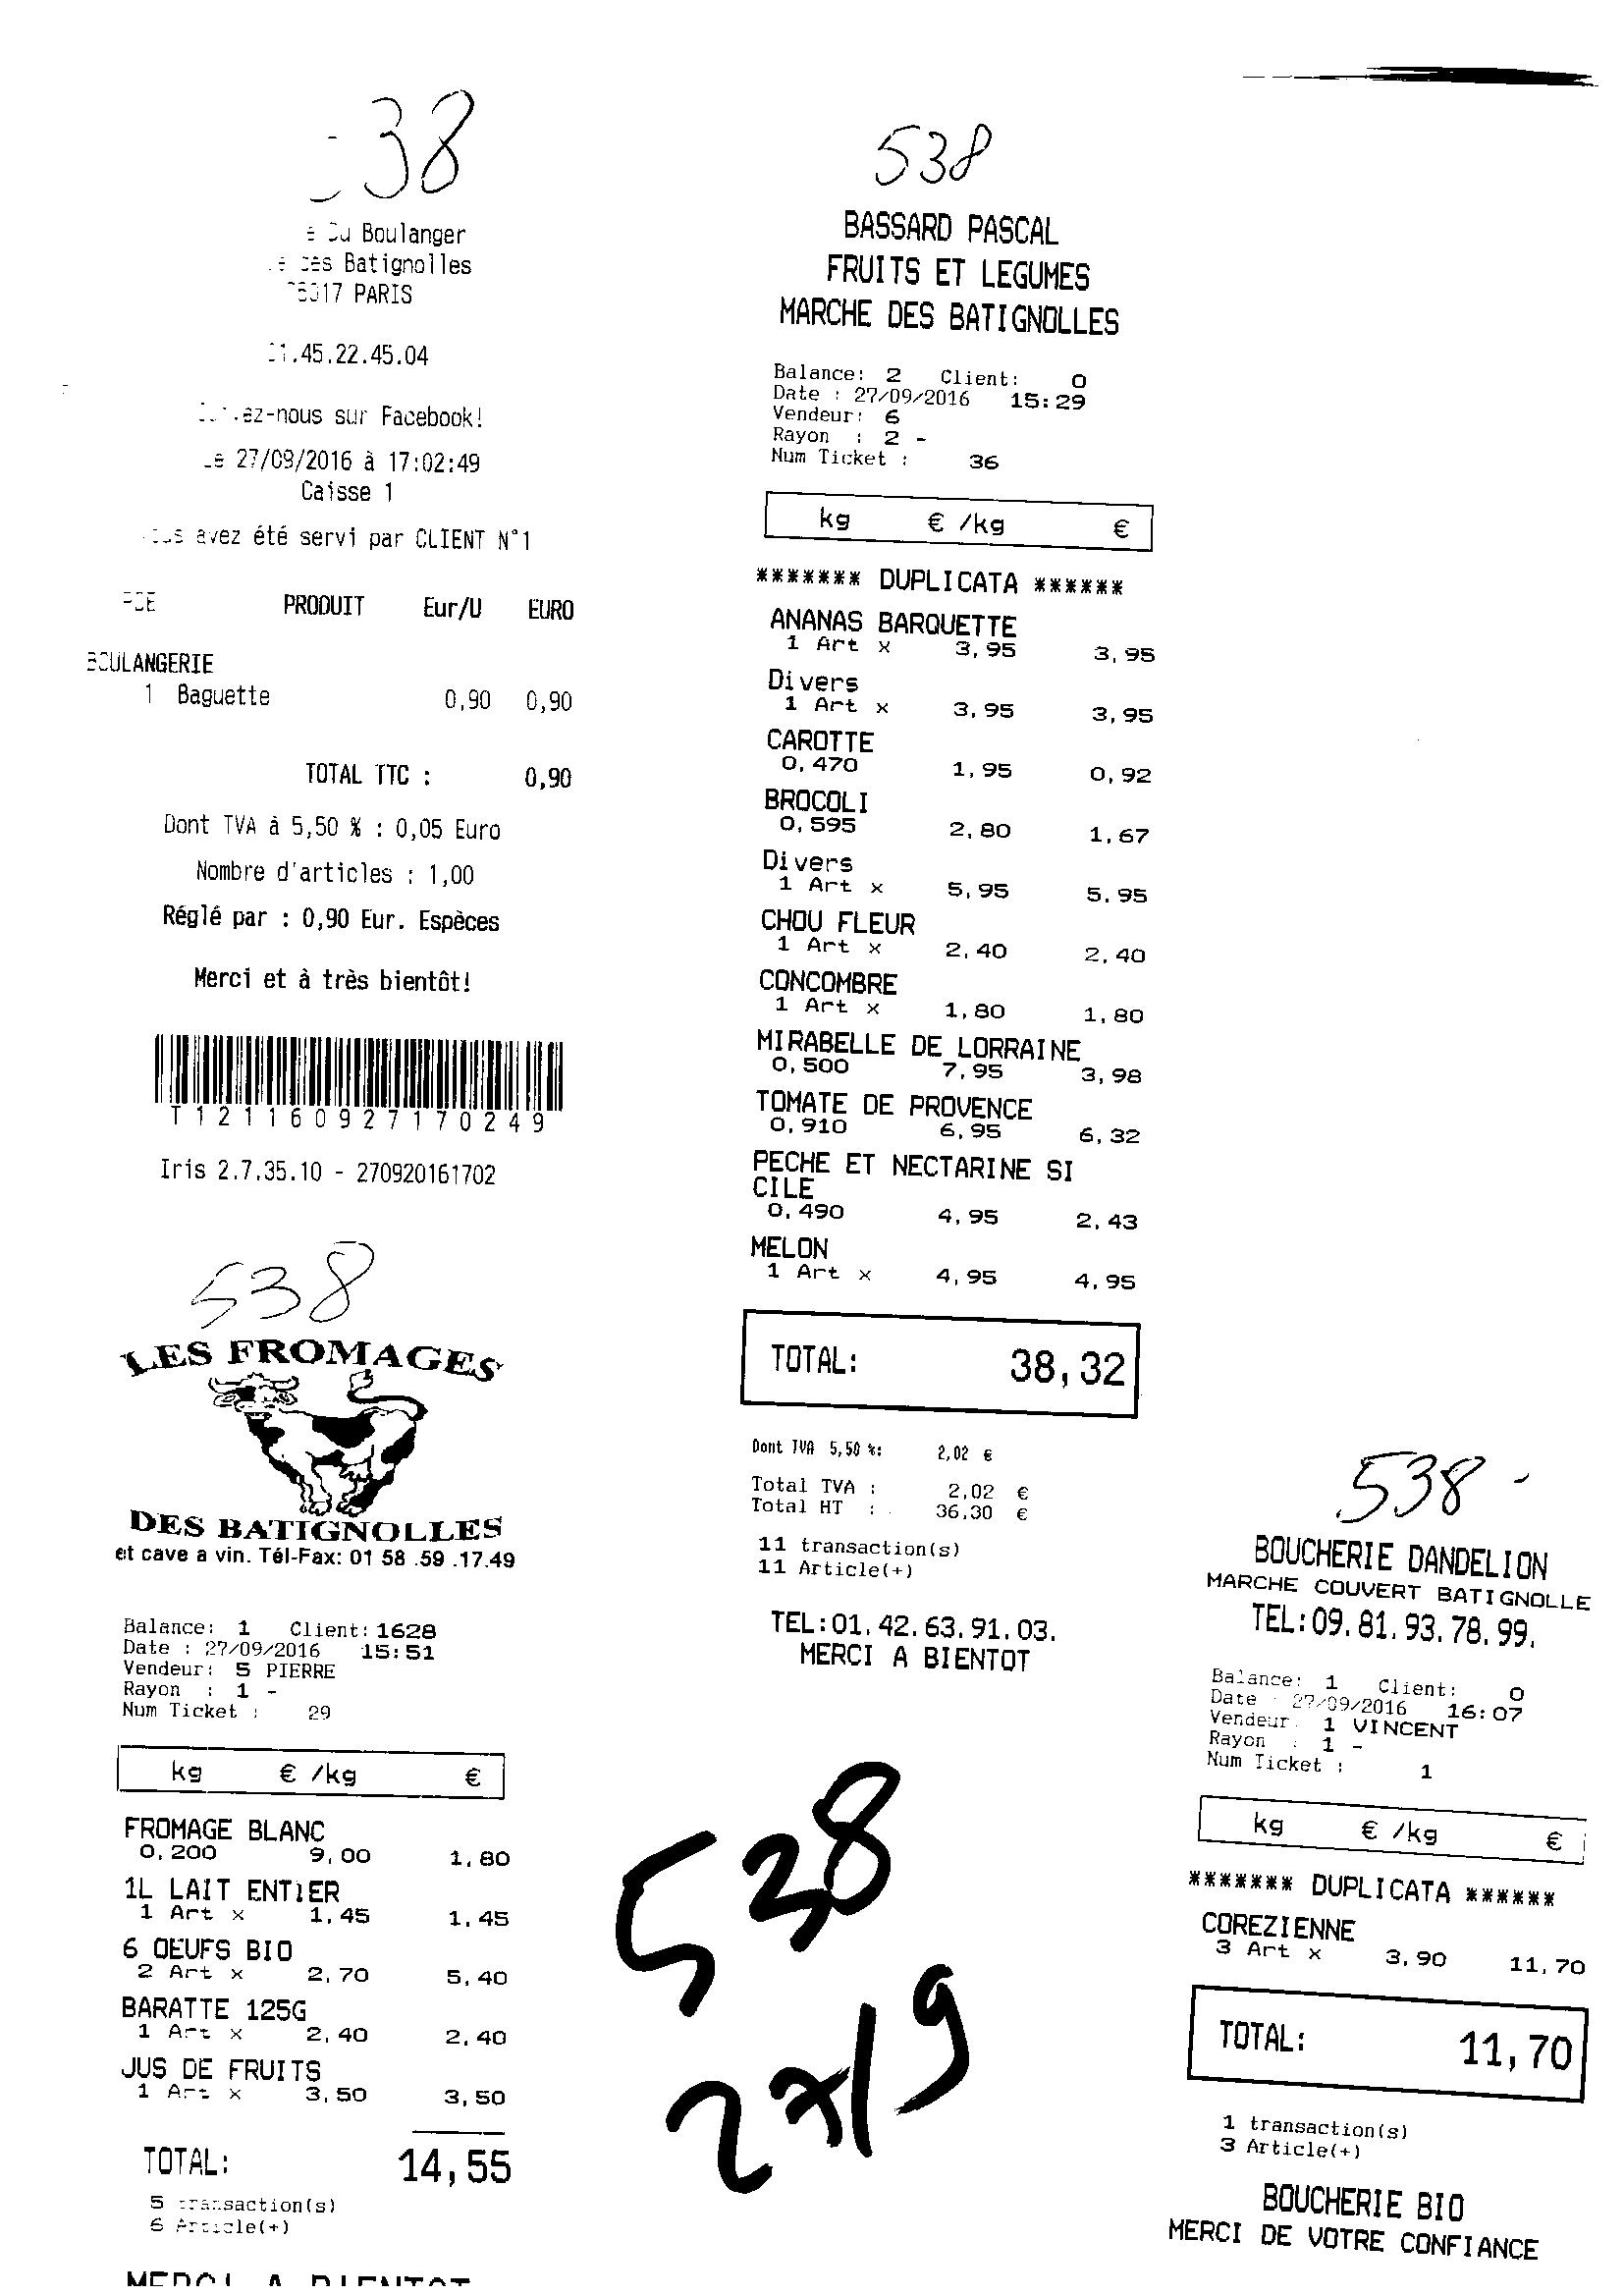 38
Du Boulanger
des Batignolles
75017 PARIS
01.45.22.45.04
sur Facebook!
Le 27/09/2016 à 17:02:49
Caisse 1
avez été servi par CLIENT N°1
PCE PRODUIT Eur/U EURO
BOULANGERIE
1 Baguette 0,90 0,90
TOTAL TTC : 0,90
Dont TVA à 5,50 % : 0,05 Euro
Nombre d'articles : 1,00
Réglé par : 0,90 Eur. Espèces
Merci et à très bientôt!
T121160927170249
Iris 2.7.35.10 - 270920161702
538
LES FROMAGES
DES BATIGNOLLES
et cave a vin. Tél-Fax: 01 58 .59 .17.49
Balance: 1 Client: 1628
Date : 27/09/2016 15:51
Vendeur: 5 PIERRE
Rayon : 1 -
Num Ticket : 29
kg € /kg €
FROMAGE BLANC
0,200 9,00 1,80
1L LAIT ENTIER
1 Art x 1,45 1,45
6 OEUFS BIO
2 Art x 2,70 5,40
BARATTE 125G
1 Art x 2,40 2,40
JUS DE FRUITS
1 Art x 3,50 3,50
TOTAL: 14,55
5 transaction(s)
6 Article(+)
MERCI A BIENTOT
538
BASSARD PASCAL
FRUITS ET LEGUMES
MARCHE DES BATIGNOLLES
Balance: 2 Client: 0
Date : 27/09/2016 15:29
Vendeur: 6
Rayon : 2 -
Num Ticket : 36
kg € /kg €
******* DUPLICATA ******
ANANAS BARQUETTE
1 Art x 3,95 3,95
Divers
1 Art x 3,95 3,95
CAROTTE
0,470 1,95 0,92
BROCOLI
0,595 2,80 1,67
Divers
1 Art x 5,95 5.95
CHOU FLEUR
1 Art x 2,40 2,40
CONCOMBRE
1 Art x 1,80 1,80
MIRABELLE DE LORRAINE
0,500 7,95 3,98
TOMATE DE PROVENCE
0,910 6,95 6,32
PECHE ET NECTARINE SI
CILE
0,490 4,95 2,43
MELON
1 Art x 4,95 4,95
TOTAL: 38,32
Dont TVA 5,50 %: 2,02 €
Total TVA : 2,02 €
Total HT : 36,30 €
11 transaction(s)
11 Article(+)
TEL:01.42.63.91.03.
MERCI A BIENTOT
538
27/9
538 -
BOUCHERIE DANDELION
MARCHE COUVERT BATIGNOLLE
TEL:09.81.93.78.99.
Balance: 1 Client: 0
Date : 27/09/2016 16:07
Vendeur: 1 VINCENT
Rayon : 1 -
Num Ticket : 1
kg € /kg €
******* DUPLICATA ******
COREZIENNE
3 Art x 3,90 11,70
TOTAL: 11,70
1 transaction(s)
3 Article(+)
BOUCHERIE BIO
MERCI DE VOTRE CONFIANCE